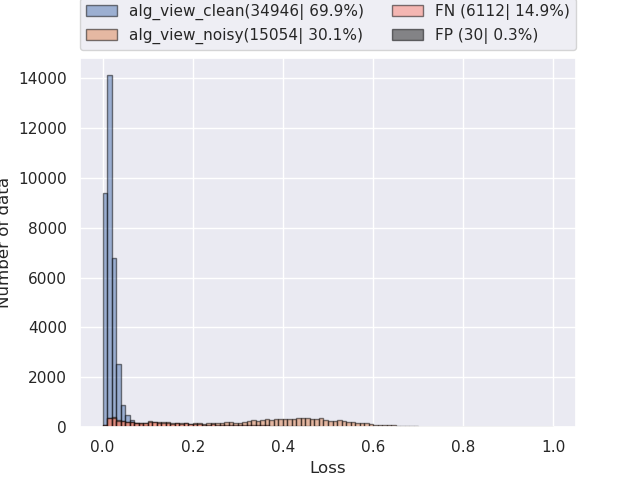 alg_view_clean(34946| 69.9%)
alg_view_noisy(15054| 30.1%)
FN (6112| 14.9%)
FP (30| 0.3%)
Number of data
14000
12000
10000
8000
6000
4000
2000
0
0.0 0.2 0.4 0.6 0.8 1.0
Loss